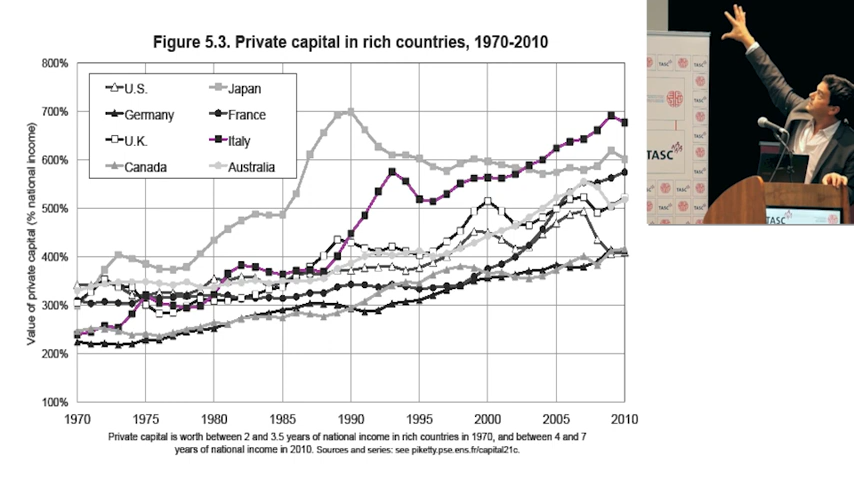 Figure 5.3. Private capital in rich countries, 1970-2010
Value of private capital (% national income)
800%
700%
600%
500%
400%
300%
200%
100%
U.S.
Japan
Germany
France
U.K.
Italy
Canada
Australia
1970 1975 1980 1985 1990 1995 2000 2005 2010
Private capital is worth between 2 and 3.5 years of national income in rich countries in 1970, and between 4 and 7
years of national income in 2010. Sources and series: see piketty.pse.ens.fr/capital21c.
TASC
TASC
TASC
TASC